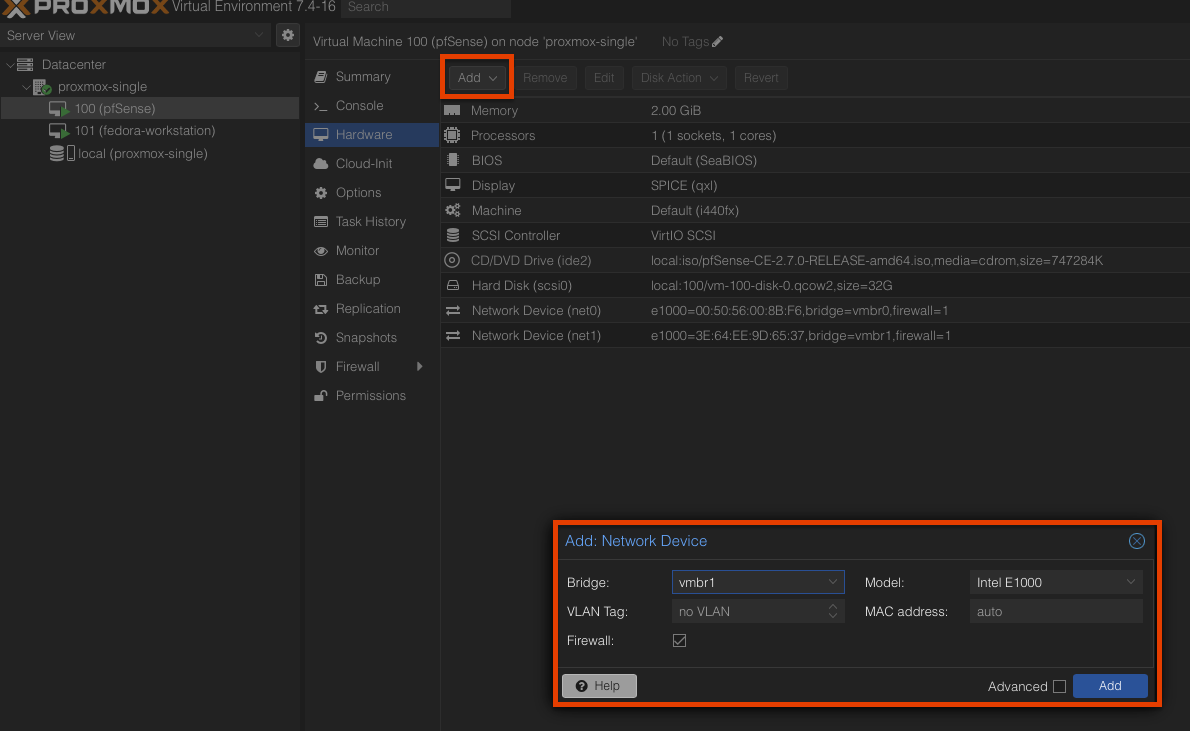 PROXMOX Virtual Environment 7.4-16 Search
Server View
Virtual Machine 100 (pfSense) on node 'proxmox-single' No Tags
Datacenter
proxmox-single
100 (pfSense)
101 (fedora-workstation)
local (proxmox-single)
Summary
Console
Hardware
Cloud-Init
Options
Task History
Monitor
Backup
Replication
Snapshots
Firewall
Permissions
Add Remove Edit Disk Action Revert
Memory 2.00 GiB
Processors 1 (1 sockets, 1 cores)
BIOS Default (SeaBIOS)
Display SPICE (qxl)
Machine Default (i440fx)
SCSI Controller VirtIO SCSI
CD/DVD Drive (ide2) local:iso/pfSense-CE-2.7.0-RELEASE-amd64.iso,media=cdrom,size=747284K
Hard Disk (scsi0) local:100/vm-100-disk-0.qcow2,size=32G
Network Device (net0) e1000=00:50:56:00:8B:F6,bridge=vmbr0,firewall=1
Network Device (net1) e1000=3E:64:EE:9D:65:37,bridge=vmbr1,firewall=1
Add: Network Device
Bridge: vmbr1 Model: Intel E1000
VLAN Tag: no VLAN MAC address: auto
Firewall:
Help Advanced Add